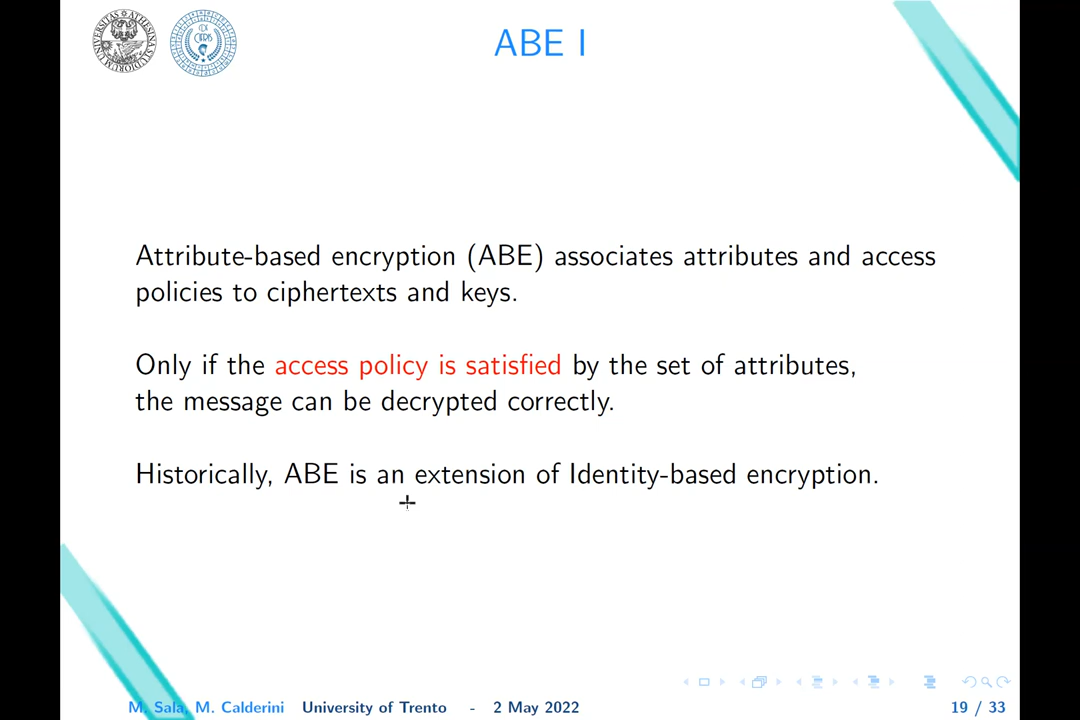 ABE I
Attribute-based encryption (ABE) associates attributes and access
policies to ciphertexts and keys.
Only if the access policy is satisfied by the set of attributes,
the message can be decrypted correctly.
Historically, ABE is an extension of Identity-based encryption.
M. Sala, M. Calderini University of Trento - 2 May 2022 19 / 33